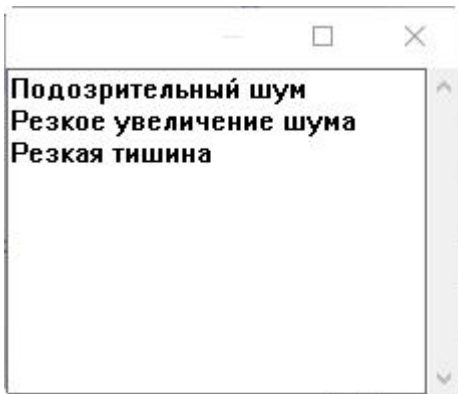 Подозрительный шум
Резкое увеличение шума
Резкая тишина